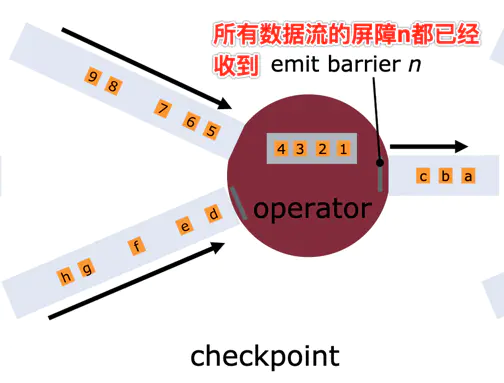 所有数据流的屏障n都已经
收到 emit barrier n
9 8 7 6 5
4 3 2 1
c b a
operator
h g f e d
checkpoint